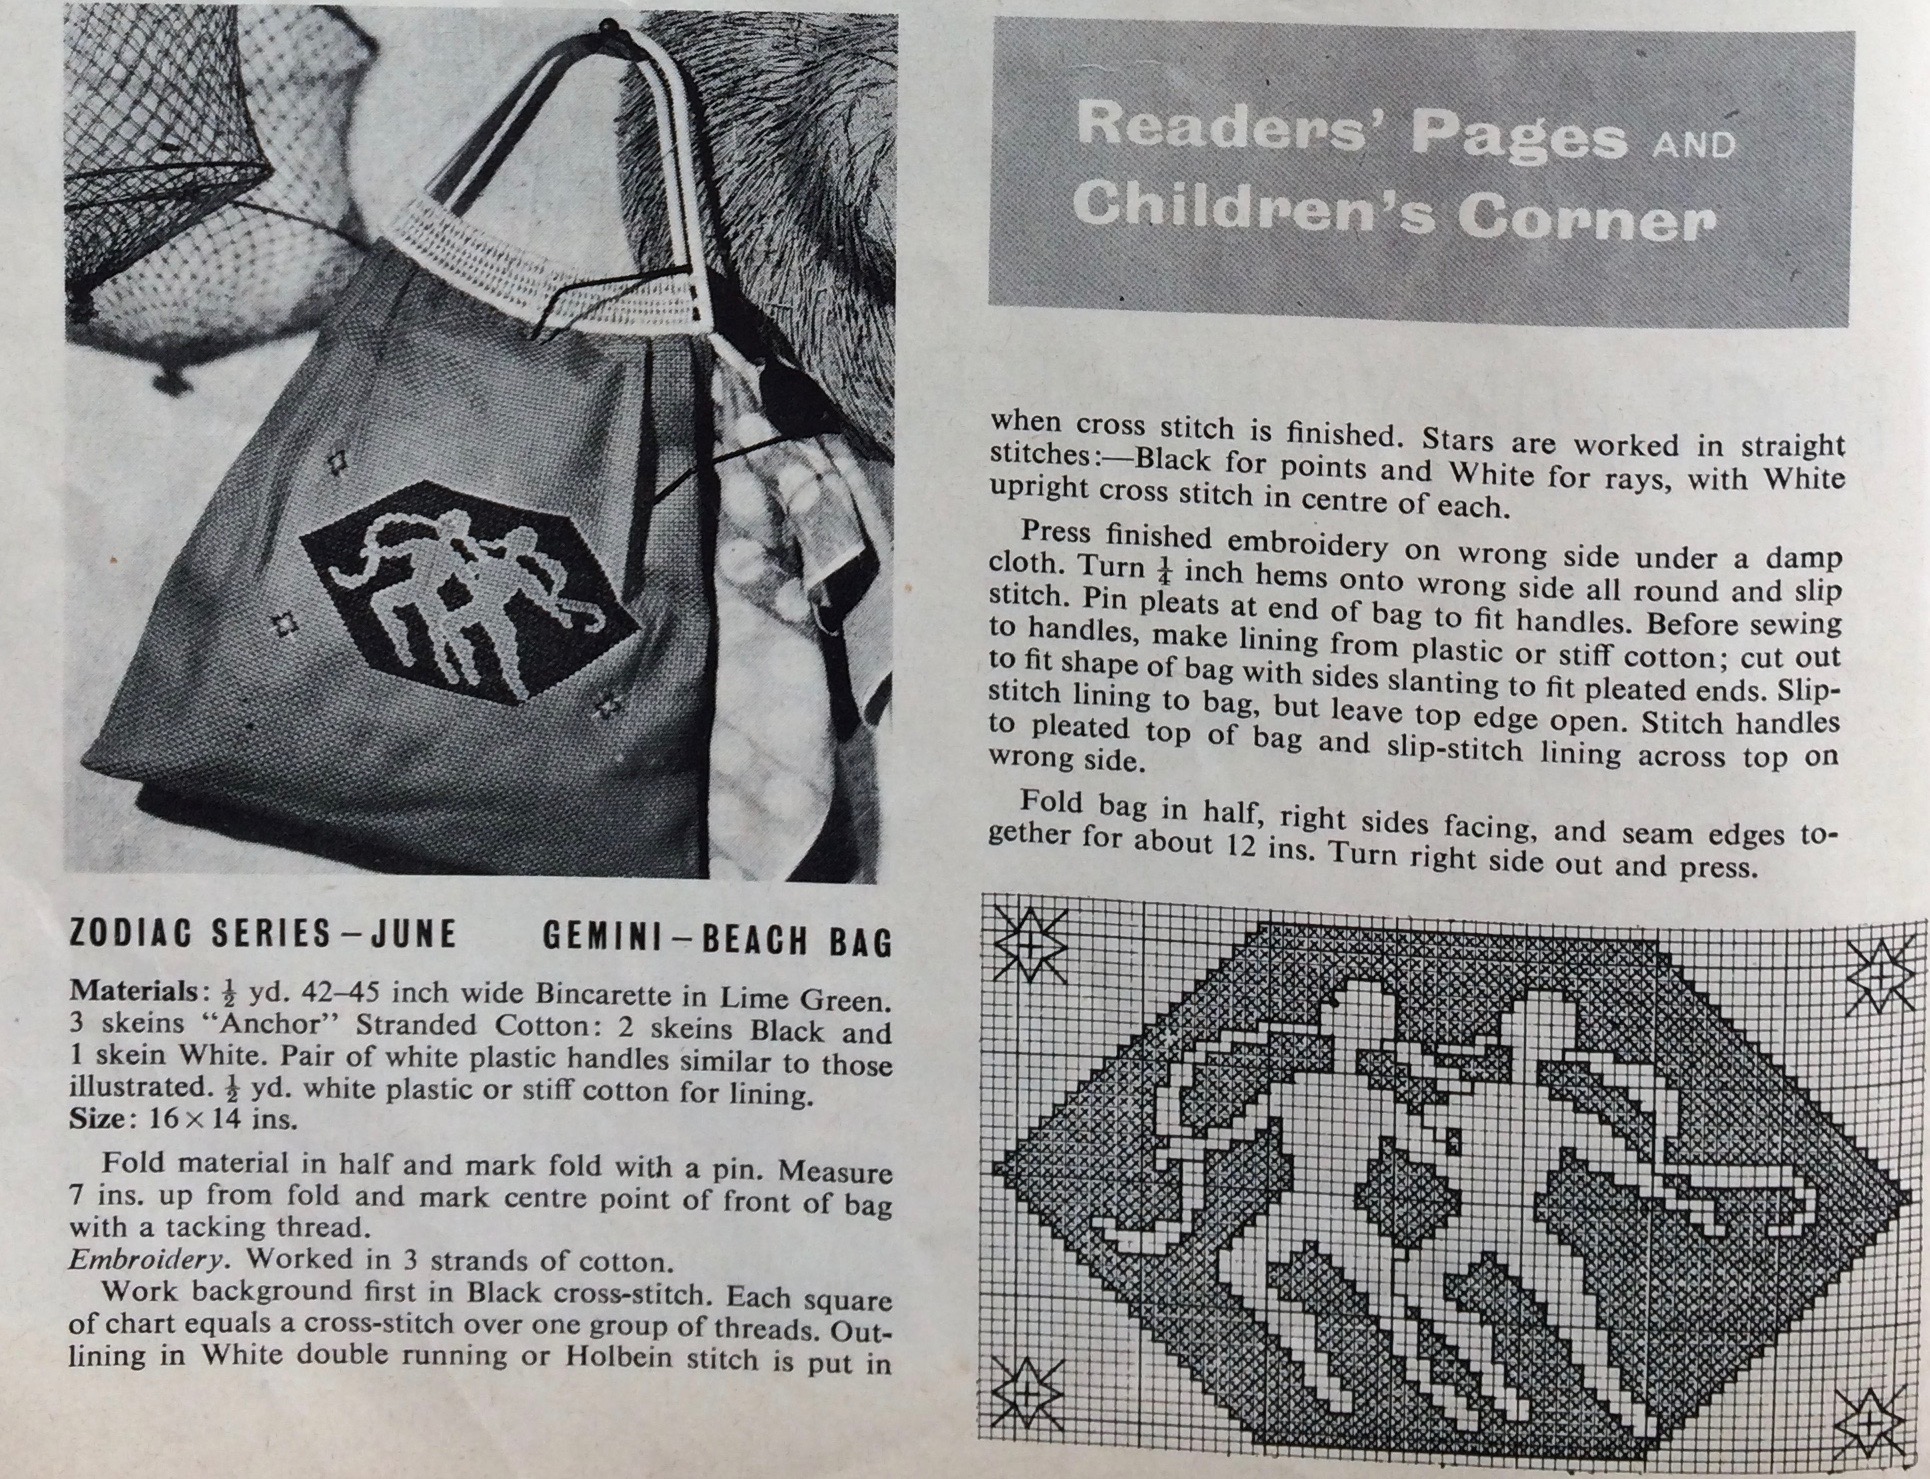 Readers' Pages AND
Children's Corner
ZODIAC SERIES – JUNE GEMINI – BEACH BAG
Materials: ½ yd. 42–45 inch wide Bincarette in Lime Green.
3 skeins “Anchor” Stranded Cotton: 2 skeins Black and
1 skein White. Pair of white plastic handles similar to those
illustrated. ½ yd. white plastic or stiff cotton for lining.
Size: 16 × 14 ins.
Fold material in half and mark fold with a pin. Measure
7 ins. up from fold and mark centre point of front of bag
with a tacking thread.
Embroidery. Worked in 3 strands of cotton.
Work background first in Black cross-stitch. Each square
of chart equals a cross-stitch over one group of threads. Out-
lining in White double running or Holbein stitch is put in
when cross stitch is finished. Stars are worked in straight
stitches:—Black for points and White for rays, with White
upright cross stitch in centre of each.
Press finished embroidery on wrong side under a damp
cloth. Turn ¼ inch hems onto wrong side all round and slip
stitch. Pin pleats at end of bag to fit handles. Before sewing
to handles, make lining from plastic or stiff cotton; cut out
to fit shape of bag with sides slanting to fit pleated ends. Slip-
stitch lining to bag, but leave top edge open. Stitch handles
to pleated top of bag and slip-stitch lining across top on
wrong side.
Fold bag in half, right sides facing, and seam edges to-
gether for about 12 ins. Turn right side out and press.